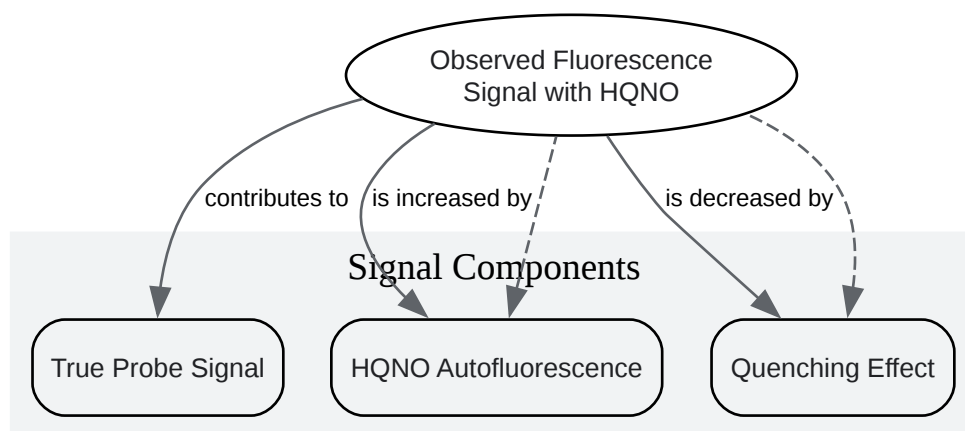 Observed Fluorescence
Signal with HQNO
contributes to
is increased by
is decreased by
Signal Components
True Probe Signal
HQNO Autofluorescence
Quenching Effect